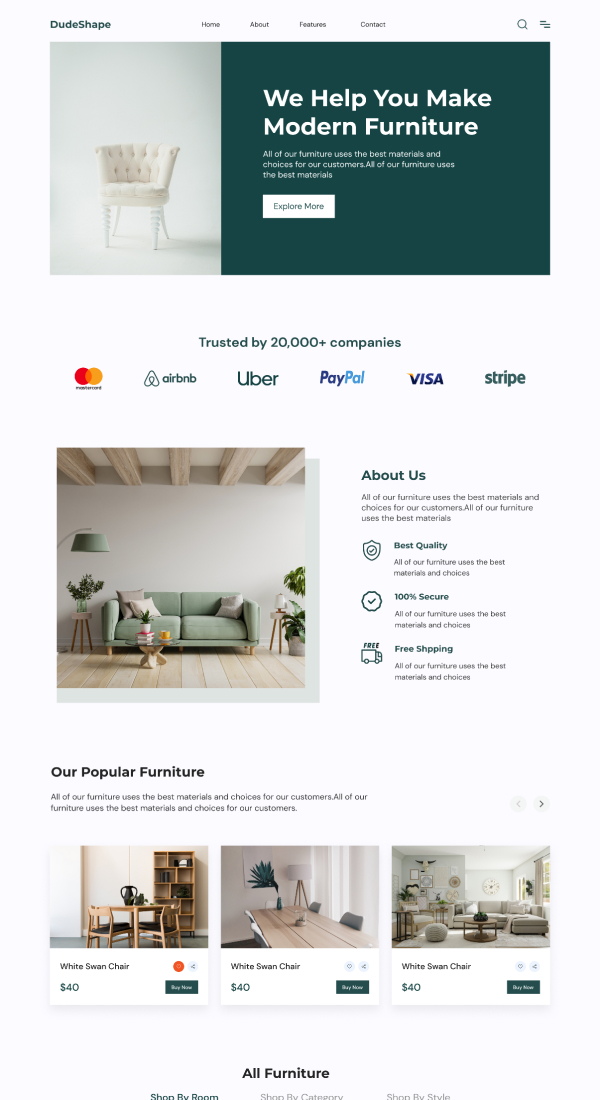 DudeShape
Home
About
Features
Contact
We Help You Make
Modern Furniture
All of our furniture uses the best materials and
choices for our customers.All of our furniture uses
the best materials
Explore More
Trusted by 20,000+ companies
mastercard
airbnb
Uber
PayPal
VISA
stripe
About Us
All of our furniture uses the best materials and
choices for our customers.All of our furniture
uses the best materials
Best Quality
All of our furniture uses the best
materials and choices
100% Secure
All of our furniture uses the best
materials and choices
FREE
Free Shpping
All of our furniture uses the best
materials and choices
Our Popular Furniture
All of our furniture uses the best materials and choices for our customers.All of our
furniture uses the best materials and choices for our customers.
White Swan Chair
$40
Buy Now
White Swan Chair
$40
Buy Now
White Swan Chair
$40
Buy Now
All Furniture
Shop By Room
Shop By Category
Shop By Style